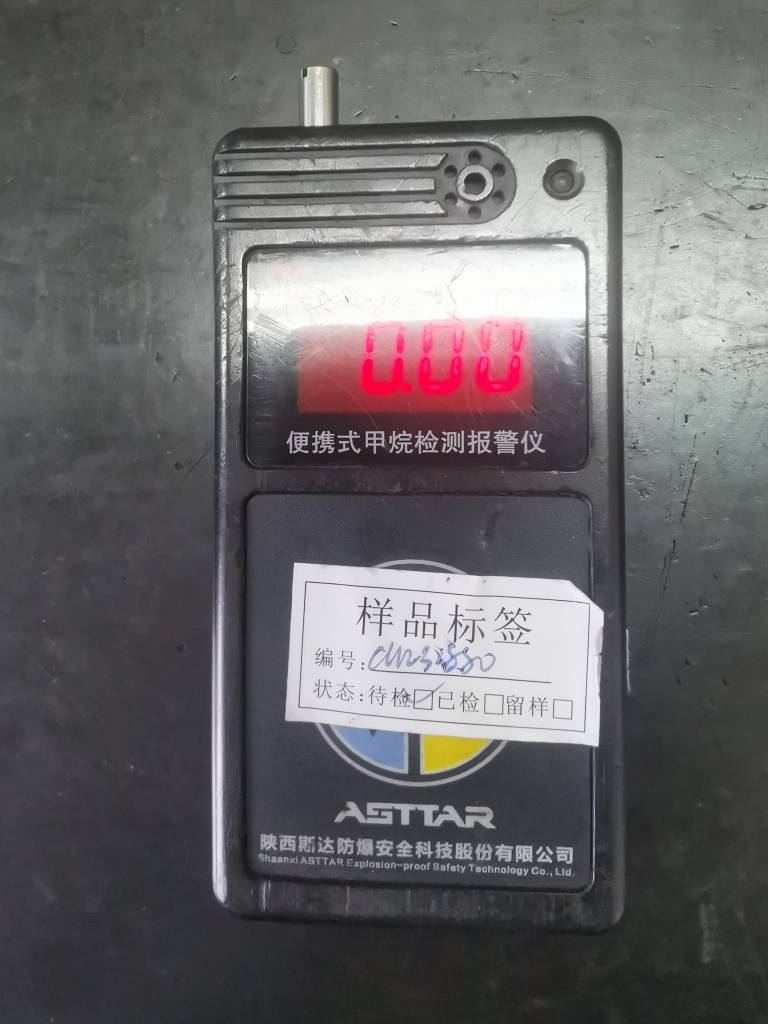 0.00
便携式甲烷检测报警仪
样品标签
编号:
状态:待检☑已检□留样□
ASTTAR
陕西斯达防爆安全科技股份有限公司
Shaanxi ASTTAR Explosion-proof Safety Technology Co., Ltd.